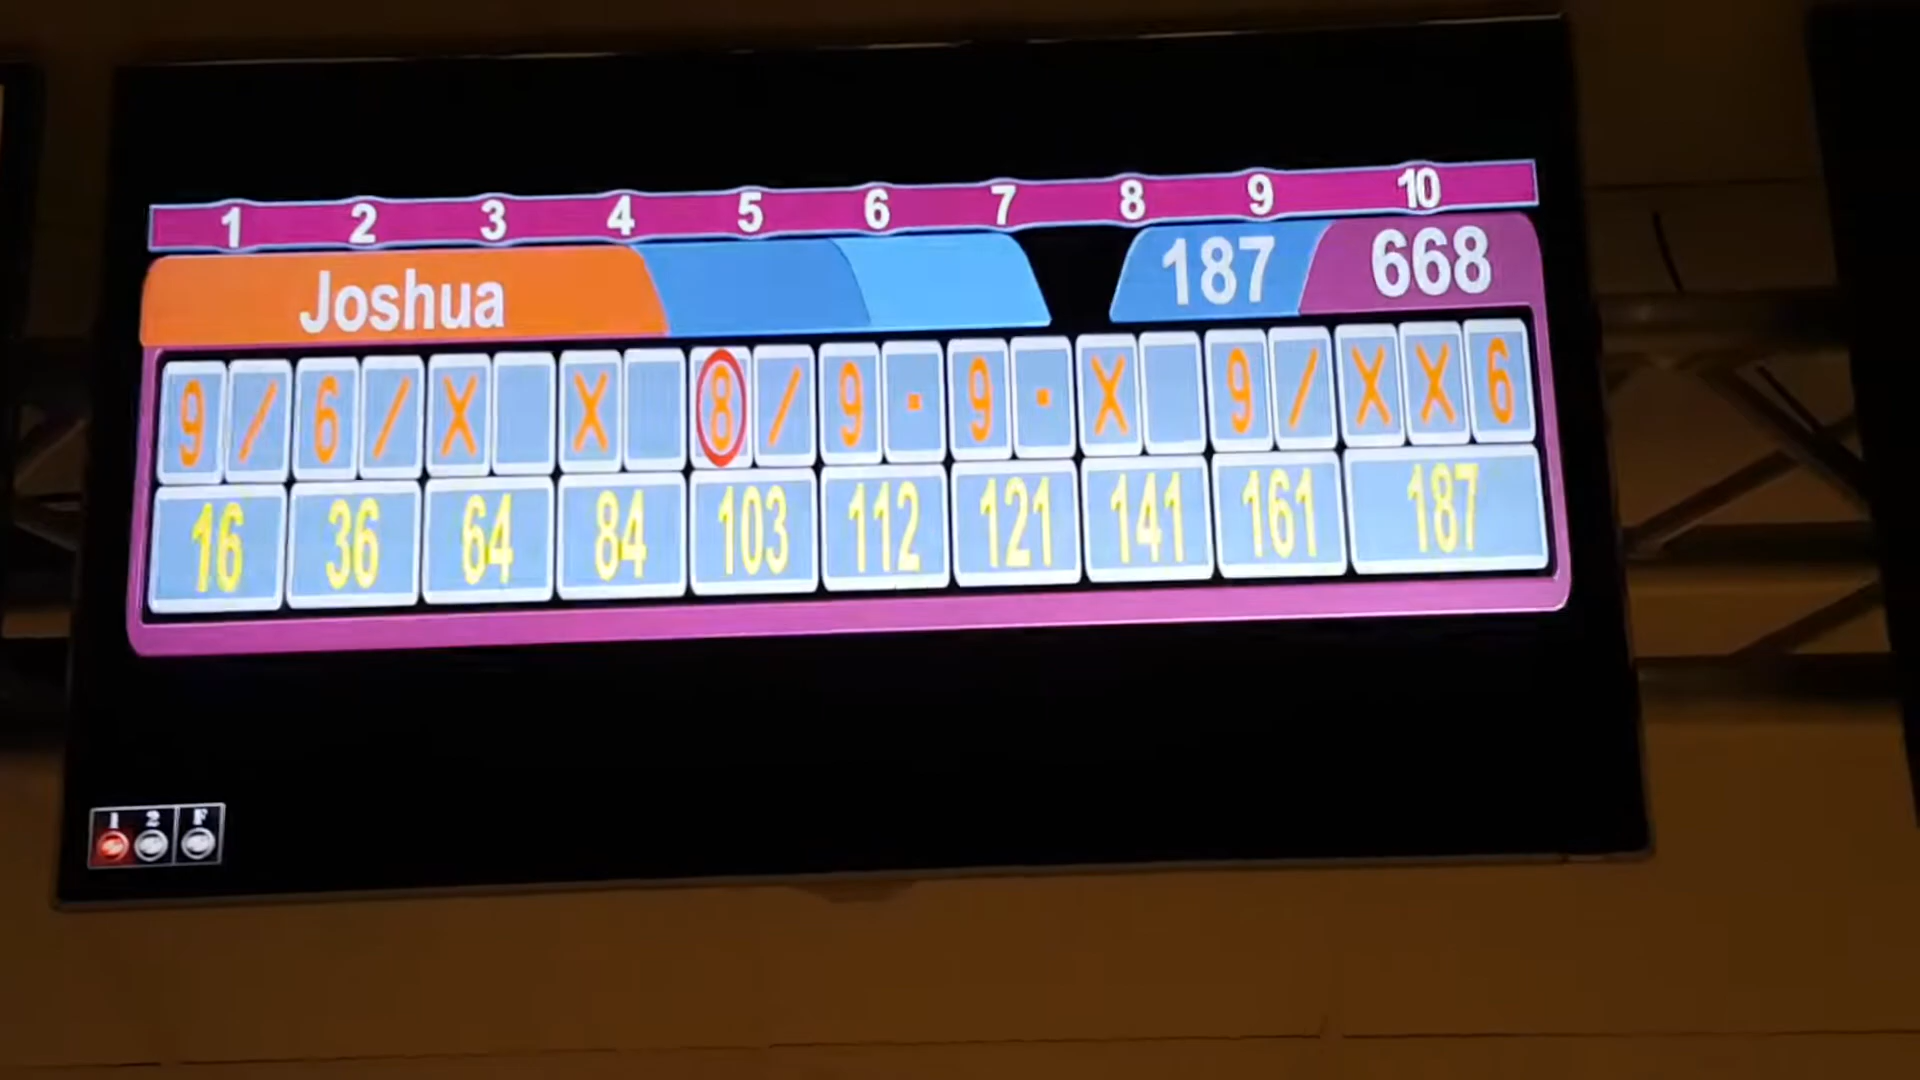 1 2 3 4 5 6 7 8 9 10
Joshua 187 668
9 / 6 / X X 8 / 9 - 9 - X 9 / X X 6
16 36 64 84 103 112 121 141 161 187
1 2 F